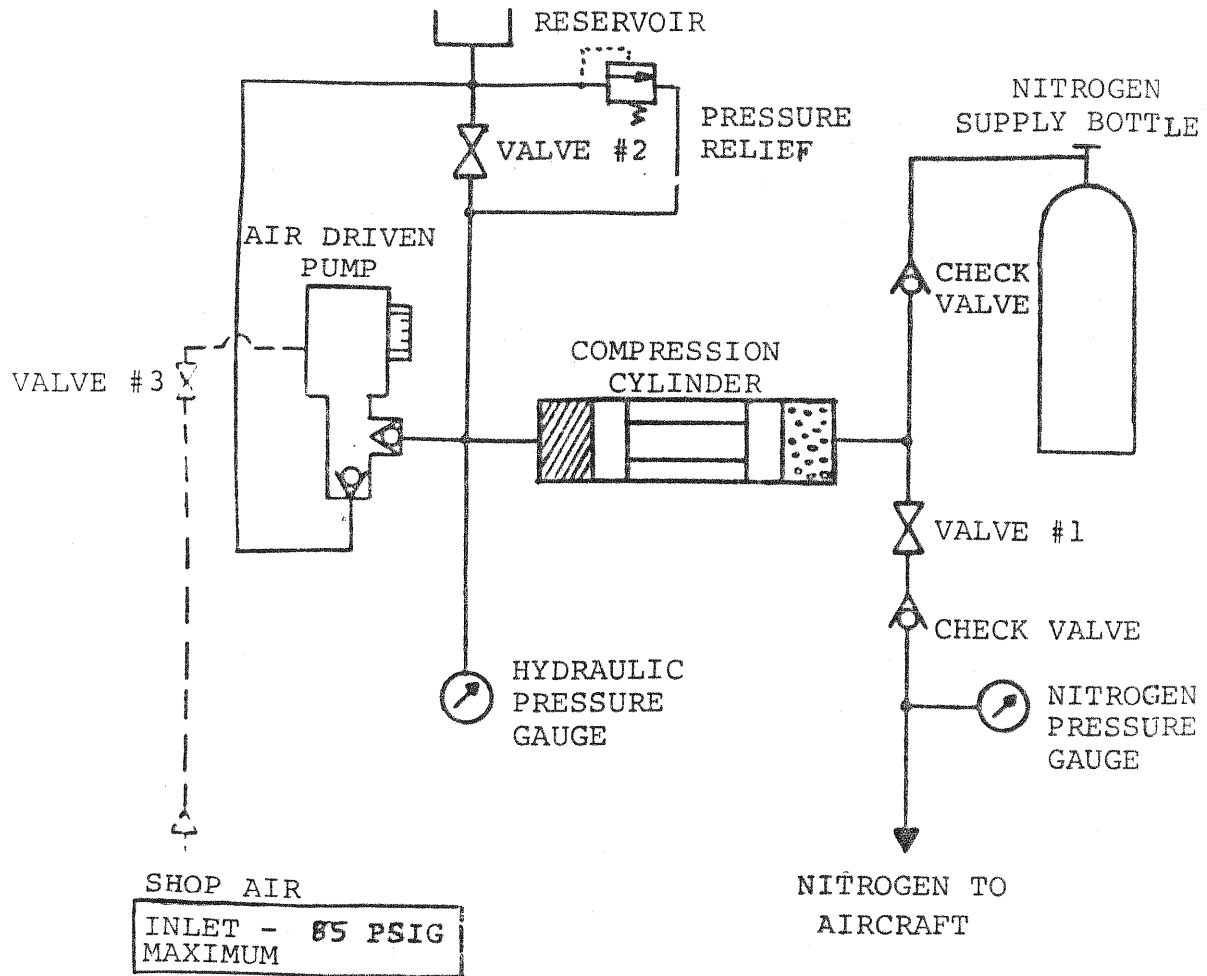 RESERVOIR
NITROGEN
SUPPLY BOTTLE
PRESSURE
RELIEF
VALVE #2
AIR DRIVEN
PUMP
CHECK
VALVE
COMPRESSION
CYLINDER
VALVE #3
VALVE #1
CHECK VALVE
HYDRAULIC
PRESSURE
GAUGE
NITROGEN
PRESSURE
GAUGE
SHOP AIR
INLET - 85 PSIG
MAXIMUM
NITROGEN TO
AIRCRAFT